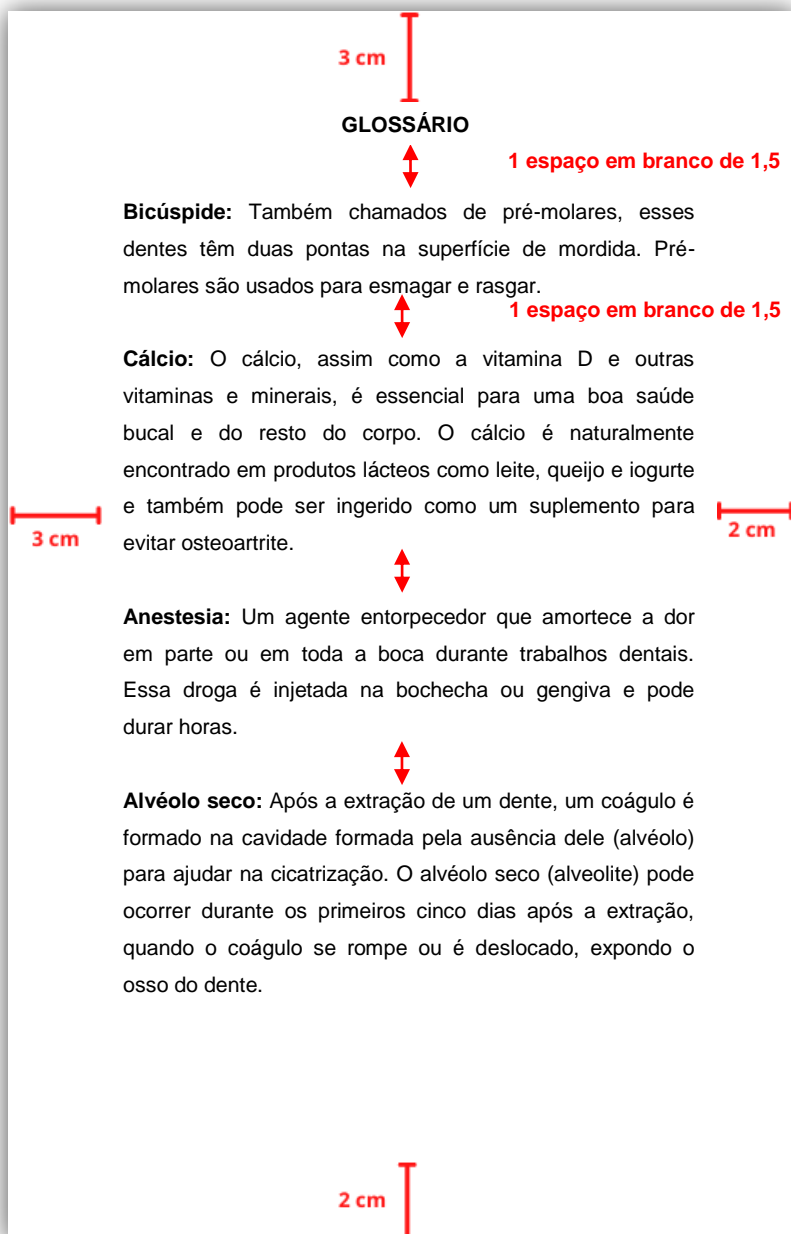 3 cm
GLOSSÁRIO
1 espaço em branco de 1,5
Bicúspide: Também chamados de pré-molares, esses
dentes têm duas pontas na superfície de mordida. Pré-
molares são usados para esmagar e rasgar.
1 espaço em branco de 1,5
Cálcio: O cálcio, assim como a vitamina D e outras
vitaminas e minerais, é essencial para uma boa saúde
bucal e do resto do corpo. O cálcio é naturalmente
encontrado em produtos lácteos como leite, queijo e iogurte
e também pode ser ingerido como um suplemento para
evitar osteoartrite.
3 cm
2 cm
Anestesia: Um agente entorpecedor que amortece a dor
em parte ou em toda a boca durante trabalhos dentais.
Essa droga é injetada na bochecha ou gengiva e pode
durar horas.
Alvéolo seco: Após a extração de um dente, um coágulo é
formado na cavidade formada pela ausência dele (alvéolo)
para ajudar na cicatrização. O alvéolo seco (alveolite) pode
ocorrer durante os primeiros cinco dias após a extração,
quando o coágulo se rompe ou é deslocado, expondo o
osso do dente.
2 cm